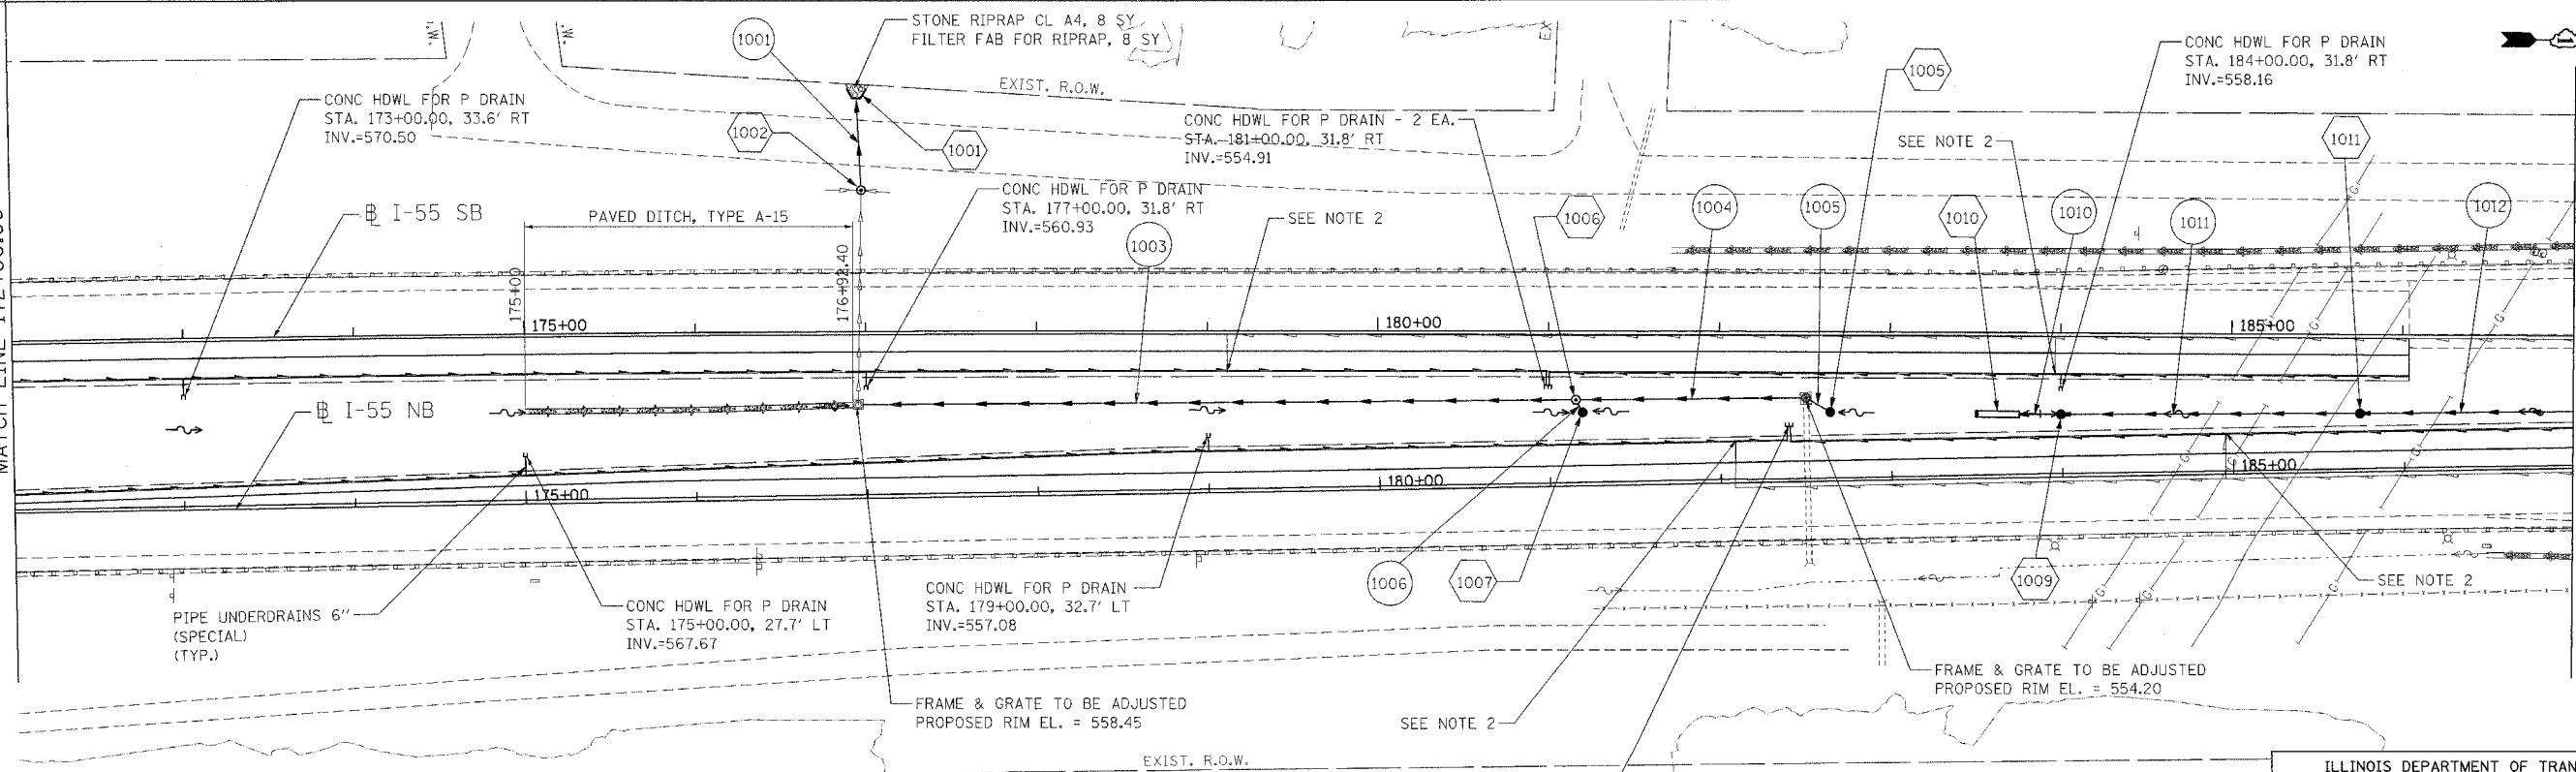 STONE RIPRAP CL A4, 8 SY
FILTER FAB FOR RIPRAP, 8 SY
1001
EXIST. R.O.W.
CONC HDWL FOR P DRAIN
STA. 184+00.00, 31.8' RT
INV.=558.16
1005
CONC HDWL FOR P DRAIN
STA. 173+00.00, 33.6' RT
INV.=570.50
1002
1001
CONC HDWL FOR P DRAIN - 2 EA.
STA. 181+00.00, 31.8' RT
INV.=554.91
SEE NOTE 2
1011
CONC HDWL FOR P DRAIN
STA. 177+00.00, 31.8' RT
INV.=560.93
℄ I-55 SB
PAVED DITCH, TYPE A-15
SEE NOTE 2
1003
1006
1004
1005
1010
1010
1011
1012
175+00
176+92.40
175+00
180+00
185+00
℄ I-55 NB
175+00
180+00
185+00
G
G
G
G
G
G
G
G
G
PIPE UNDERDRAINS 6"
(SPECIAL)
(TYP.)
CONC HDWL FOR P DRAIN
STA. 175+00.00, 27.7' LT
INV.=567.67
CONC HDWL FOR P DRAIN
STA. 179+00.00, 32.7' LT
INV.=557.08
1006
1007
1009
SEE NOTE 2
FRAME & GRATE TO BE ADJUSTED
PROPOSED RIM EL. = 558.45
SEE NOTE 2
FRAME & GRATE TO BE ADJUSTED
PROPOSED RIM EL. = 554.20
EXIST. R.O.W.
ILLINOIS DEPARTMENT OF TRAN